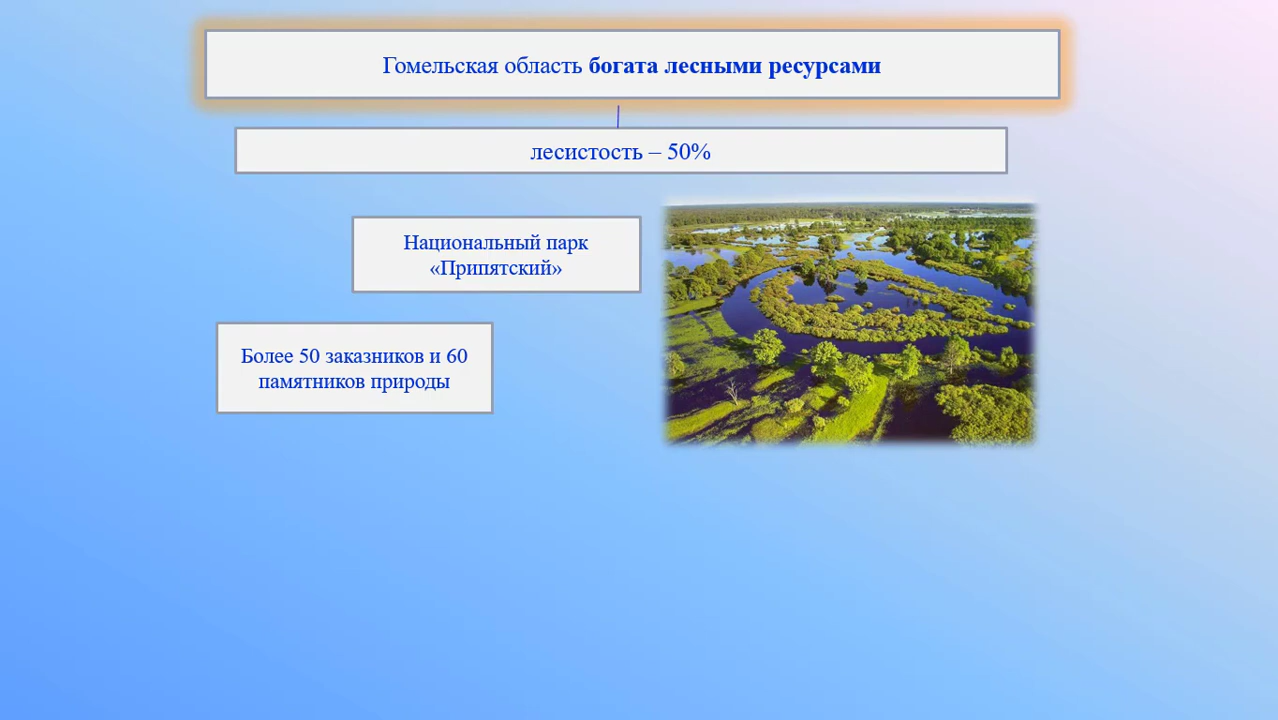 Гомельская область богата лесными ресурсами
лесистость – 50%
Национальный парк
«Припятский»
Более 50 заказников и 60
памятников природы